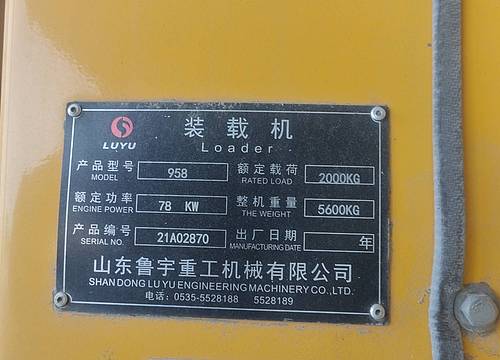 LUYU
装载机
Loader
产品型号 958 额定载荷 2000KG
MODEL RATED LOAD
额定功率 78 KW 整机重量 5600KG
ENGINE POWER THE WEIGHT
产品编号 21A02870 出厂日期 年
SERIAL NO. MANUFACTURING DATE
山东鲁宇重工机械有限公司
SHAN DONG LU YU ENGINEERING MACHINERY CO.,LTD.
电话：0535-5528188 5528189